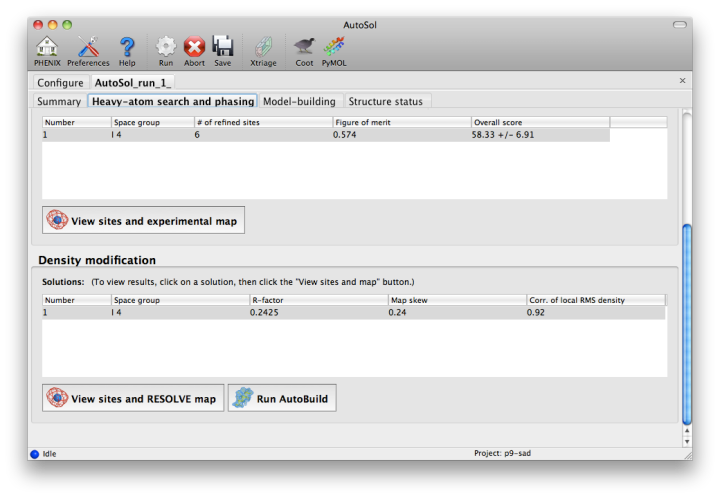 AutoSol
PHENIX Preferences Help Run Abort Save Xtriage Coot PyMOL
Configure AutoSol_run_1_ ×
Summary Heavy-atom search and phasing Model-building Structure status
Number Space group # of refined sites Figure of merit Overall score
1 I 4 6 0.574 58.33 +/- 6.91
View sites and experimental map
Density modification
Solutions: (To view results, click on a solution, then click the "View sites and map" button.)
Number Space group R-factor Map skew Corr. of local RMS density
1 I 4 0.2425 0.24 0.92
View sites and RESOLVE map Run AutoBuild
Idle Project: p9-sad